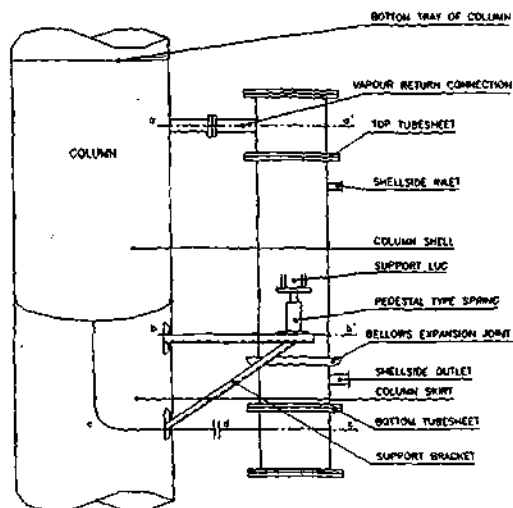 BOTTOM TRAY OF COLUMN
VAPOUR RETURN CONNECTION
a'
COLUMN
TOP TUBESHEET
SHELLSIDE INLET
COLUMN SHELL
SUPPORT LUG
PEDESTAL TYPE SPRING
b b'
BELLOWS EXPANSION JOINT
SHELLSIDE OUTLET
COLUMN SKIRT
c d e
BOTTOM TUBESHEET
SUPPORT BRACKET